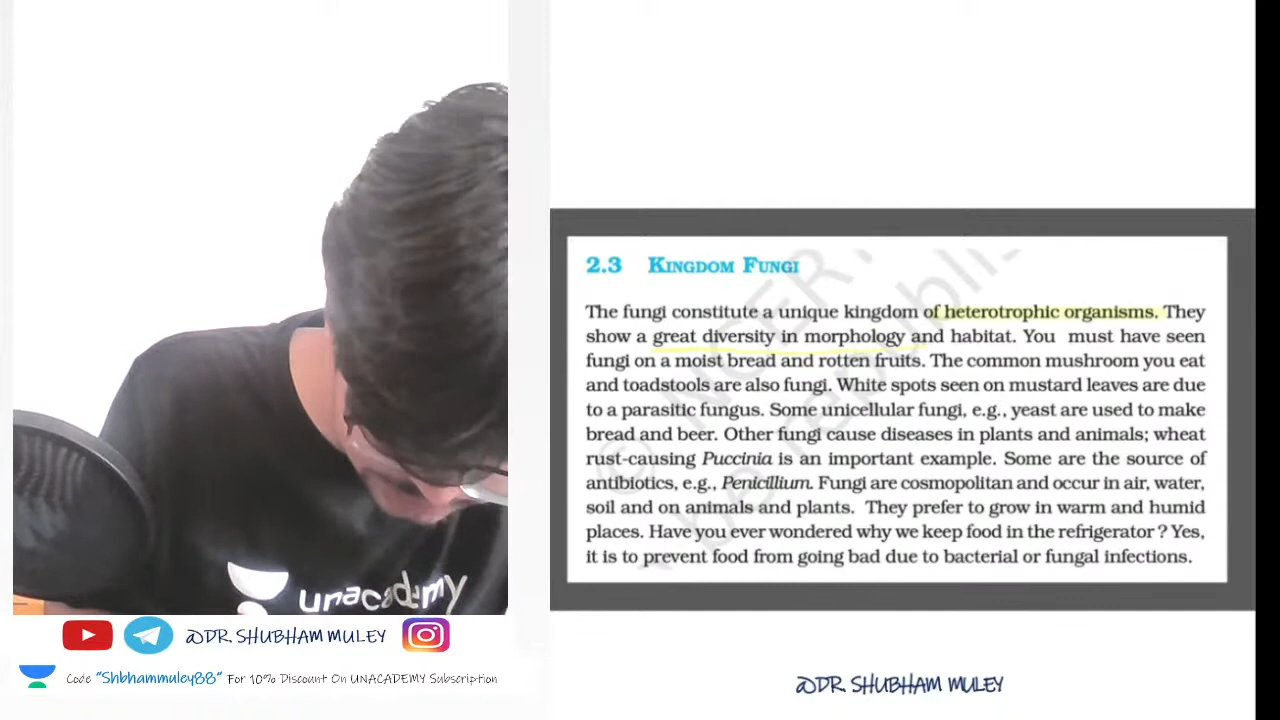 2.3 KINGDOM FUNGI
The fungi constitute a unique kingdom of heterotrophic organisms. They
show a great diversity in morphology and habitat. You must have seen
fungi on a moist bread and rotten fruits. The common mushroom you eat
and toadstools are also fungi. White spots seen on mustard leaves are due
to a parasitic fungus. Some unicellular fungi, e.g., yeast are used to make
bread and beer. Other fungi cause diseases in plants and animals; wheat
rust-causing Puccinia is an important example. Some are the source of
antibiotics, e.g., Penicillium. Fungi are cosmopolitan and occur in air, water,
soil and on animals and plants. They prefer to grow in warm and humid
places. Have you ever wondered why we keep food in the refrigerator ? Yes,
it is to prevent food from going bad due to bacterial or fungal infections.
unacademy
@DR. SHUBHAM MULEY
Code "Shbhammuley88" For 10% Discount On UNACADEMY Subscription
@DR. SHUBHAM MULEY